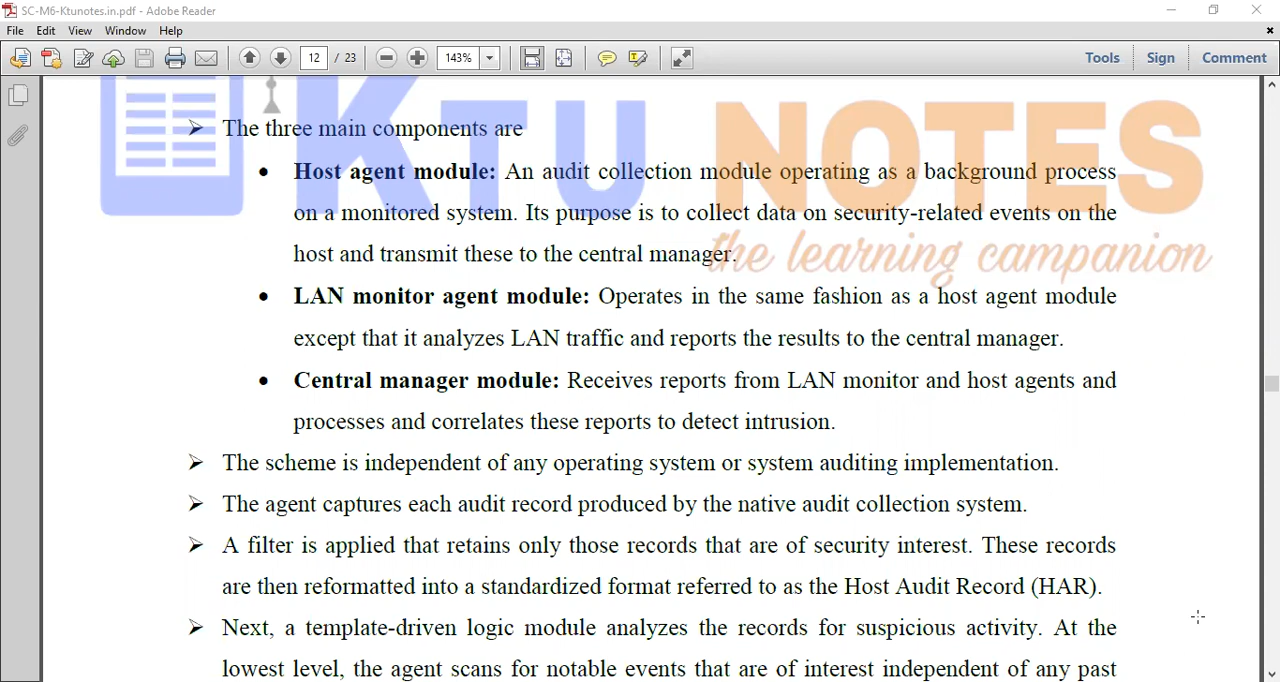 SC-M6-Ktunotes.in.pdf - Adobe Reader
File Edit View Window Help
12 / 23 143% Tools Sign Comment
KTU NOTES
the learning companion
➢ The three main components are
• Host agent module: An audit collection module operating as a background process
on a monitored system. Its purpose is to collect data on security-related events on the
host and transmit these to the central manager.
• LAN monitor agent module: Operates in the same fashion as a host agent module
except that it analyzes LAN traffic and reports the results to the central manager.
• Central manager module: Receives reports from LAN monitor and host agents and
processes and correlates these reports to detect intrusion.
➢ The scheme is independent of any operating system or system auditing implementation.
➢ The agent captures each audit record produced by the native audit collection system.
➢ A filter is applied that retains only those records that are of security interest. These records
are then reformatted into a standardized format referred to as the Host Audit Record (HAR).
➢ Next, a template-driven logic module analyzes the records for suspicious activity. At the
lowest level, the agent scans for notable events that are of interest independent of any past